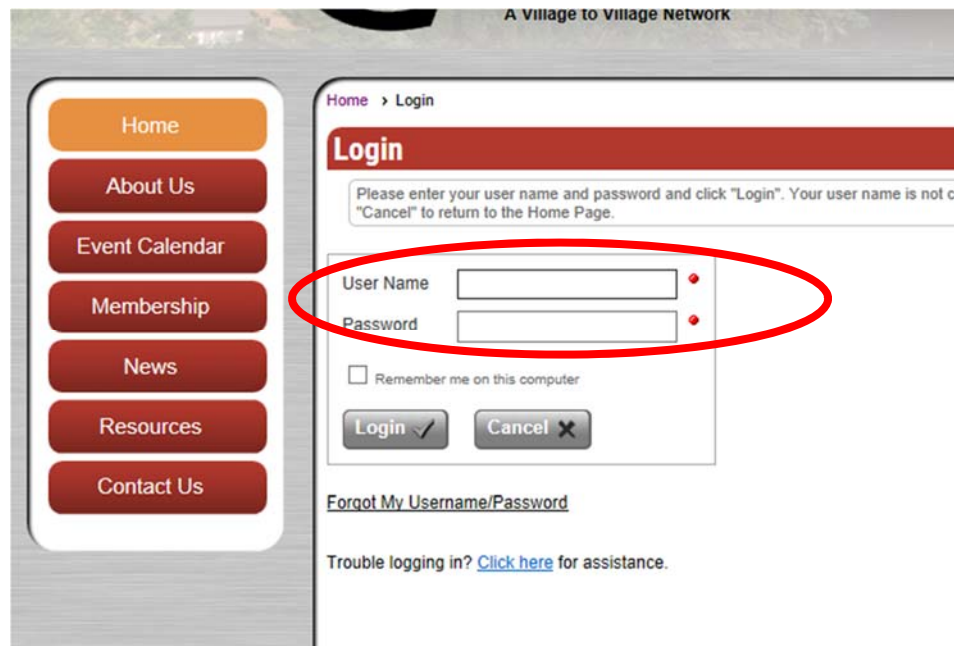 A Village to Village Network
Home
About Us
Event Calendar
Membership
News
Resources
Contact Us
Home › Login
Login
Please enter your user name and password and click "Login". Your user name is not
"Cancel" to return to the Home Page.
User Name
Password
Remember me on this computer
Login
Cancel
Forgot My Username/Password
Trouble logging in? Click here for assistance.